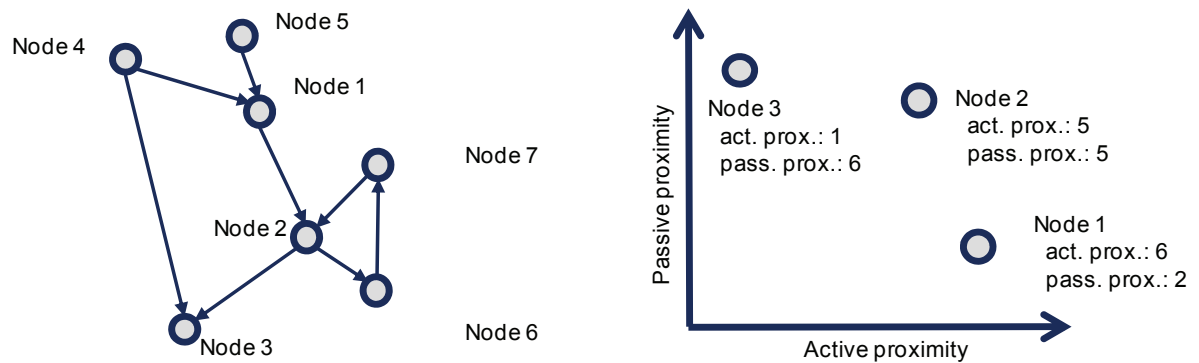 Node 5
Node 4
Node 1
Node 7
Node 2
Node 3
Node 6
Passive proximity
Node 3
act. prox.: 1
pass. prox.: 6
Node 2
act. prox.: 5
pass. prox.: 5
Node 1
act. prox.: 6
pass. prox.: 2
Active proximity